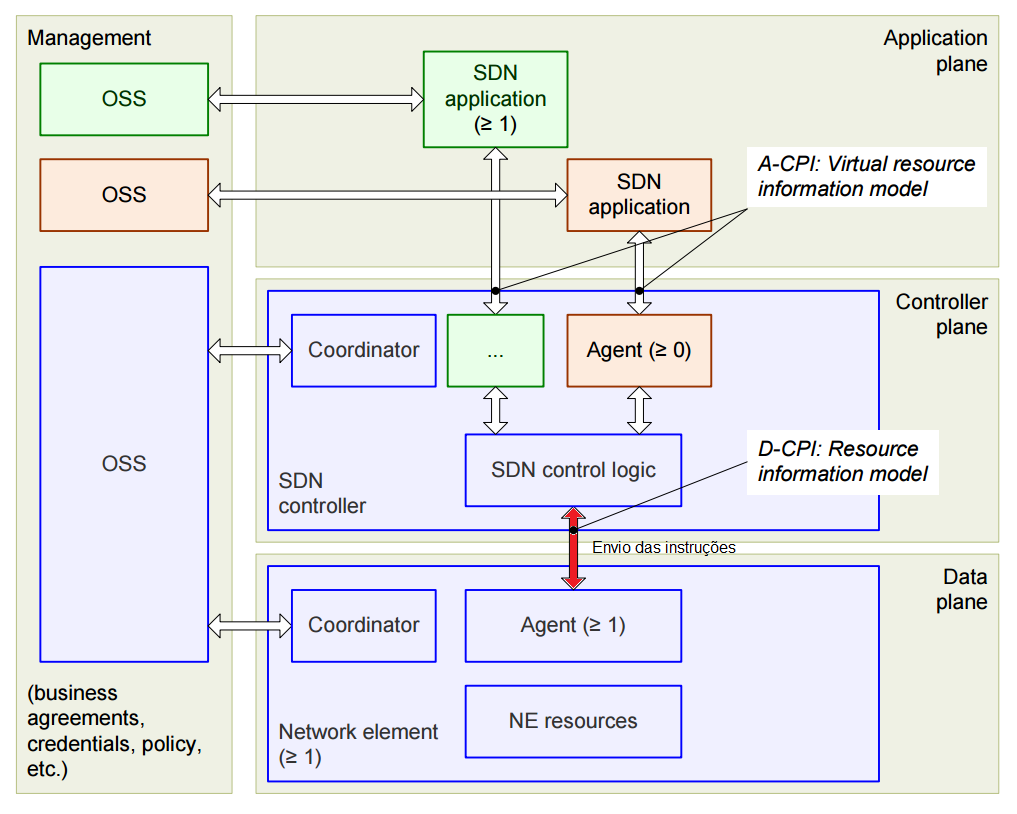 Management
OSS
OSS
OSS
(business
agreements,
credentials, policy,
etc.)
Application
plane
SDN
application
(≥ 1)
SDN
application
A-CPI: Virtual resource
information model
Controller
plane
Coordinator
...
Agent (≥ 0)
SDN control logic
SDN
controller
D-CPI: Resource
information model
Envio das instruções
Data
plane
Coordinator
Agent (≥ 1)
NE resources
Network element
(≥ 1)